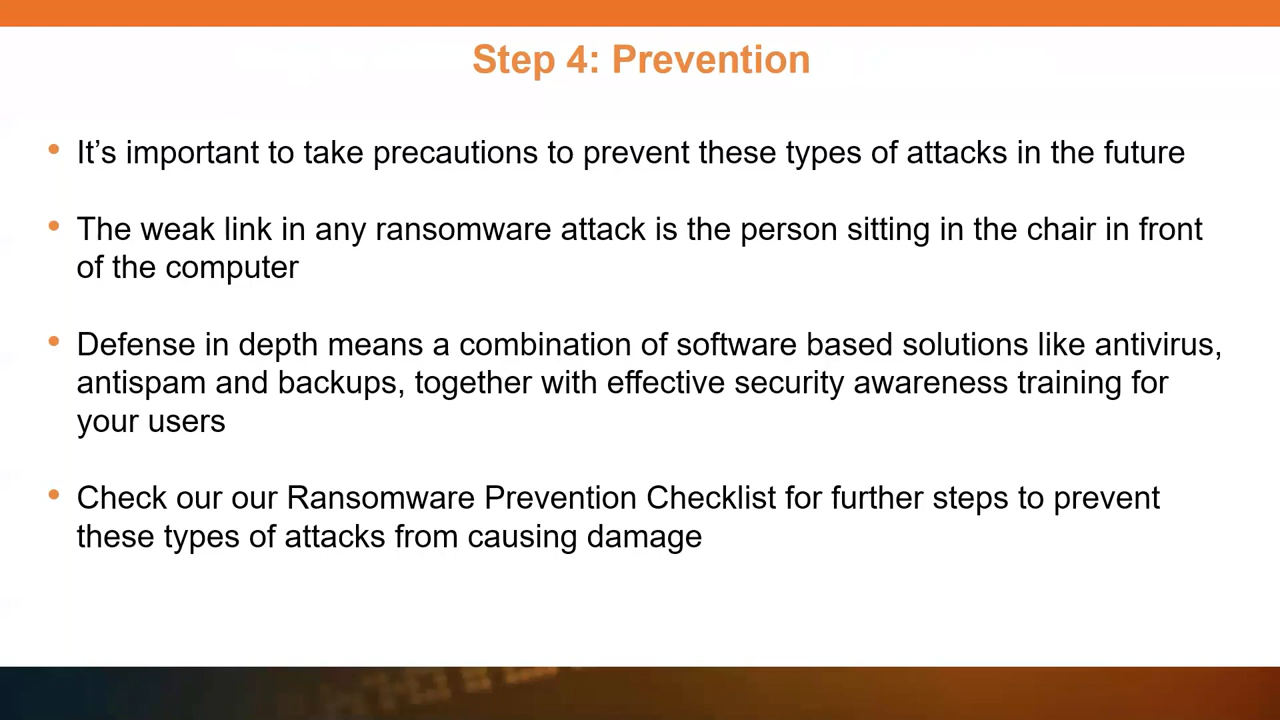 Step 4: Prevention
• It’s important to take precautions to prevent these types of attacks in the future
• The weak link in any ransomware attack is the person sitting in the chair in front
of the computer
• Defense in depth means a combination of software based solutions like antivirus,
antispam and backups, together with effective security awareness training for
your users
• Check our our Ransomware Prevention Checklist for further steps to prevent
these types of attacks from causing damage